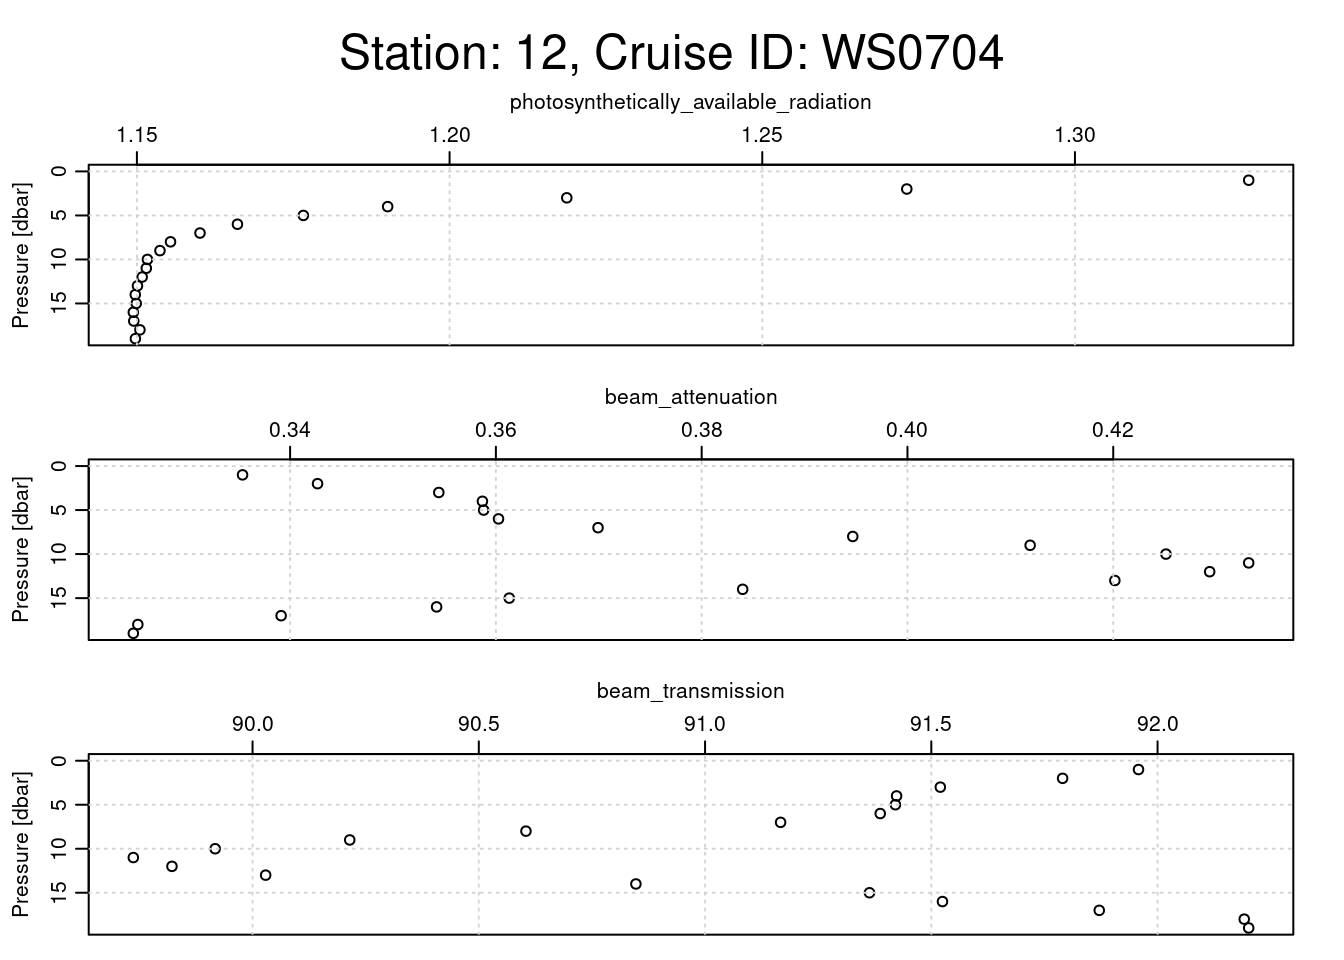 Station: 12, Cruise ID: WS0704
photosynthetically_available_radiation
1.15 1.20 1.25 1.30
0
5
10
15
Pressure [dbar]
beam_attenuation
0.34 0.36 0.38 0.40 0.42
0
5
10
15
Pressure [dbar]
beam_transmission
90.0 90.5 91.0 91.5 92.0
0
5
10
15
Pressure [dbar]